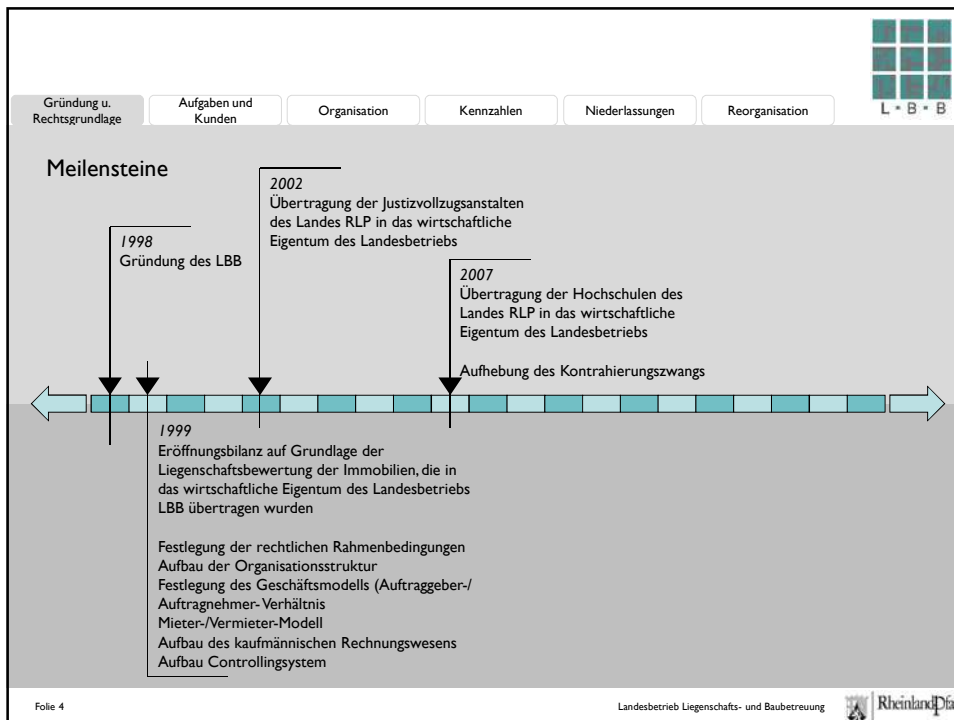 Gründung u.
Rechtsgrundlage
Aufgaben und
Kunden
Organisation
Kennzahlen
Niederlassungen
Reorganisation
L • B • B
Meilensteine
1998
Gründung des LBB
2002
Übertragung der Justizvollzugsanstalten
des Landes RLP in das wirtschaftliche
Eigentum des Landesbetriebs
2007
Übertragung der Hochschulen des
Landes RLP in das wirtschaftliche
Eigentum des Landesbetriebs
Aufhebung des Kontrahierungszwangs
1999
Eröffnungsbilanz auf Grundlage der
Liegenschaftsbewertung der Immobilien, die in
das wirtschaftliche Eigentum des Landesbetriebs
LBB übertragen wurden
Festlegung der rechtlichen Rahmenbedingungen
Aufbau der Organisationsstruktur
Festlegung des Geschäftsmodells (Auftraggeber-/
Auftragnehmer-Verhältnis
Mieter-/Vermieter-Modell
Aufbau des kaufmännischen Rechnungswesens
Aufbau Controllingsystem
Folie 4
Landesbetrieb Liegenschafts- und Baubetreuung
RheinlandPfa